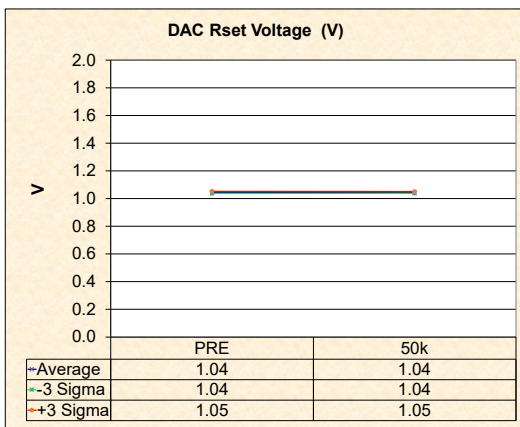 DAC Rset Voltage (V)
2.0
1.8
1.6
1.4
1.2
1.0
0.8
0.6
0.4
0.2
0.0
V
PRE 50k
Average 1.04 1.04
-3 Sigma 1.04 1.04
+3 Sigma 1.05 1.05